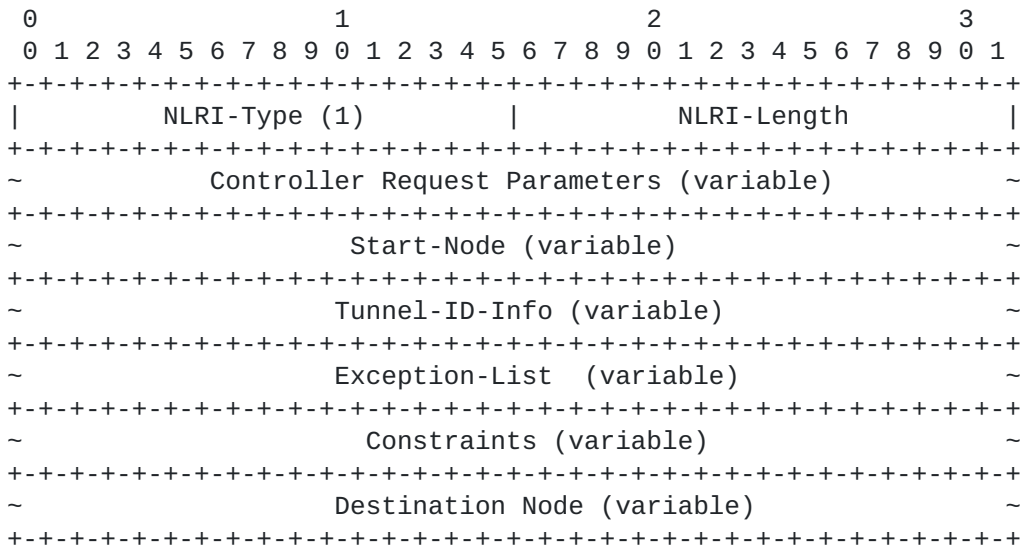 0                   1                   2                   3
 0 1 2 3 4 5 6 7 8 9 0 1 2 3 4 5 6 7 8 9 0 1 2 3 4 5 6 7 8 9 0 1
+-+-+-+-+-+-+-+-+-+-+-+-+-+-+-+-+-+-+-+-+-+-+-+-+-+-+-+-+-+-+-+-+
|         NLRI-Type (1)         |          NLRI-Length          |
+-+-+-+-+-+-+-+-+-+-+-+-+-+-+-+-+-+-+-+-+-+-+-+-+-+-+-+-+-+-+-+-+
~            Controller Request Parameters (variable)           ~
+-+-+-+-+-+-+-+-+-+-+-+-+-+-+-+-+-+-+-+-+-+-+-+-+-+-+-+-+-+-+-+-+
~                     Start-Node (variable)                     ~
+-+-+-+-+-+-+-+-+-+-+-+-+-+-+-+-+-+-+-+-+-+-+-+-+-+-+-+-+-+-+-+-+
~                    Tunnel-ID-Info (variable)                  ~
+-+-+-+-+-+-+-+-+-+-+-+-+-+-+-+-+-+-+-+-+-+-+-+-+-+-+-+-+-+-+-+-+
~                    Exception-List  (variable)                 ~
+-+-+-+-+-+-+-+-+-+-+-+-+-+-+-+-+-+-+-+-+-+-+-+-+-+-+-+-+-+-+-+-+
~                      Constraints (variable)                   ~
+-+-+-+-+-+-+-+-+-+-+-+-+-+-+-+-+-+-+-+-+-+-+-+-+-+-+-+-+-+-+-+-+
~                    Destination Node (variable)                ~
+-+-+-+-+-+-+-+-+-+-+-+-+-+-+-+-+-+-+-+-+-+-+-+-+-+-+-+-+-+-+-+-+